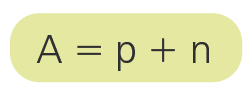 A = p + n